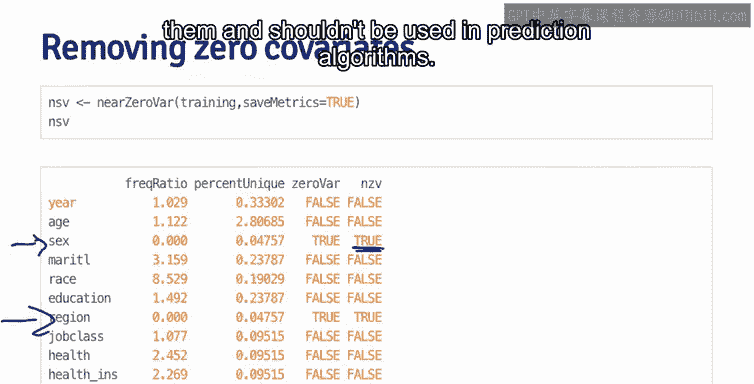 them and shouldn't be used in prediction
algorithms.
Removing zero covariates
nsv <- nearZeroVar(training,saveMetrics=TRUE)
nsv
freqRatio percentUnique zeroVar nzv
year 1.029 0.33302 FALSE FALSE
age 1.122 2.80685 FALSE FALSE
sex 0.000 0.04757 TRUE TRUE
maritl 3.159 0.23787 FALSE FALSE
race 8.529 0.19029 FALSE FALSE
education 1.492 0.23787 FALSE FALSE
region 0.000 0.04757 TRUE TRUE
jobclass 1.077 0.09515 FALSE FALSE
health 2.452 0.09515 FALSE FALSE
health_ins 2.269 0.09515 FALSE FALSE